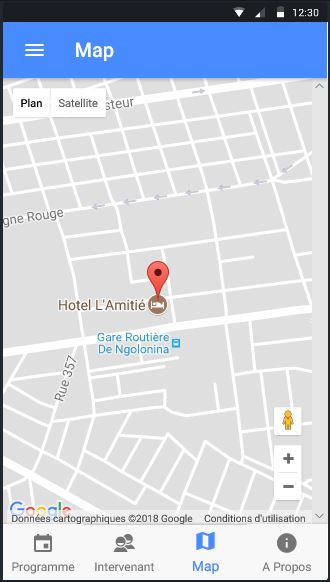 12:30
Map
Plan
Satellite
steur
gne Rouge
Hotel L'Amitié
Gare Routière
De Ngolonina
Rue 357
Google
Données cartographiques ©2018 Google
Conditions d'utilisation
Programme
Intervenant
Map
A Propos